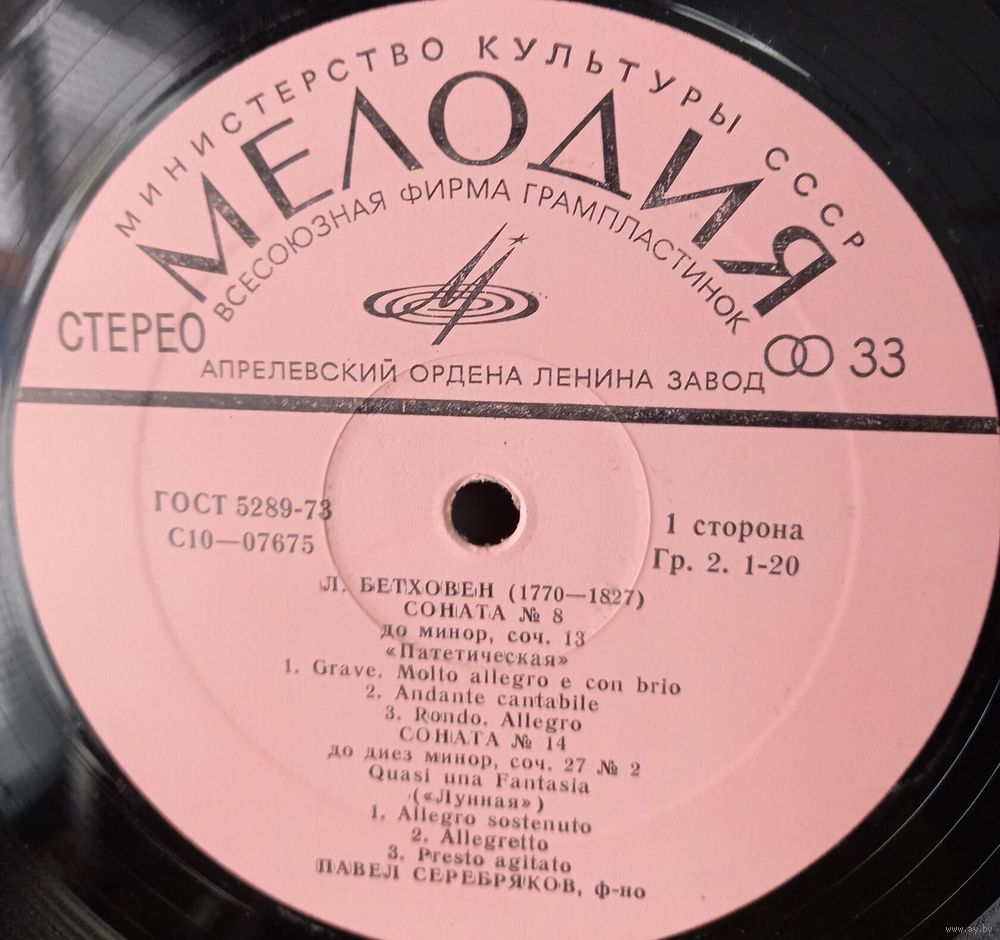 МИНИСТЕРСТВО КУЛЬТУРЫ СССР
МЕЛОДИЯ
ВСЕСОЮЗНАЯ ФИРМА ГРАМПЛАСТИНОК
СТЕРЕО
33
АПРЕЛЕВСКИЙ ОРДЕНА ЛЕНИНА ЗАВОД
ГОСТ 5289-73
С10—07675
1 сторона
Гр. 2. 1-20
Л. БЕТХОВЕН (1770—1827)
СОНАТА № 8
до минор, соч. 13
«Патетическая»
1. Grave. Molto allegro e con brio
2. Andante cantabile
3. Rondo. Allegro
СОНАТА № 14
до диез минор, соч. 27 № 2
Quasi una Fantasia
(«Лунная»)
1. Allegro sostenuto
2. Allegretto
3. Presto agitato
ПАВЕЛ СЕРЕБРЯКОВ, ф-но
www.ay.by